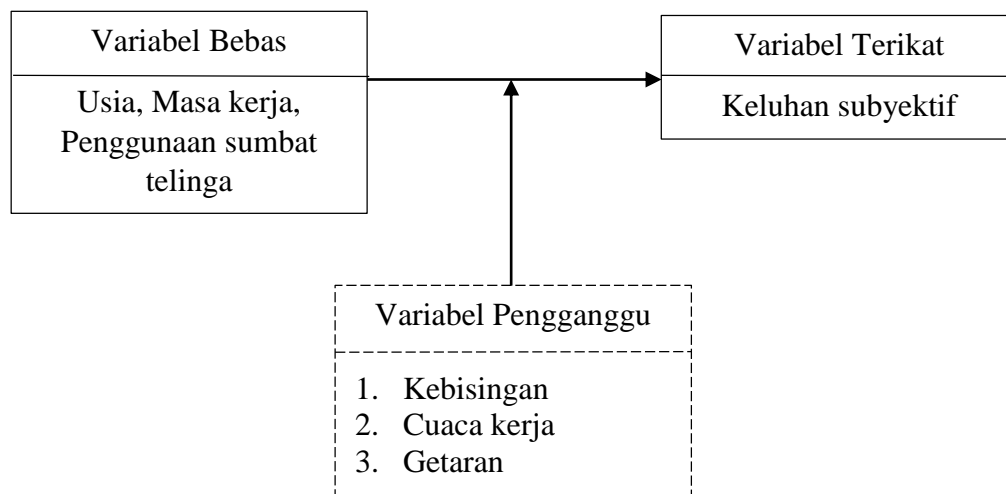 Variabel Bebas
Usia, Masa kerja,
Penggunaan sumbat
telinga
Variabel Terikat
Keluhan subyektif
Variabel Pengganggu
1. Kebisingan
2. Cuaca kerja
3. Getaran